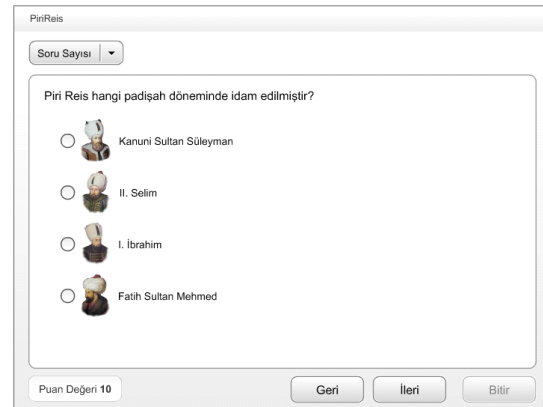 PiriReis
Soru Sayısı
Piri Reis hangi padişah döneminde idam edilmiştir?
Kanuni Sultan Süleyman
II. Selim
I. İbrahim
Fatih Sultan Mehmed
Puan Değeri 10
Geri
İleri
Bitir